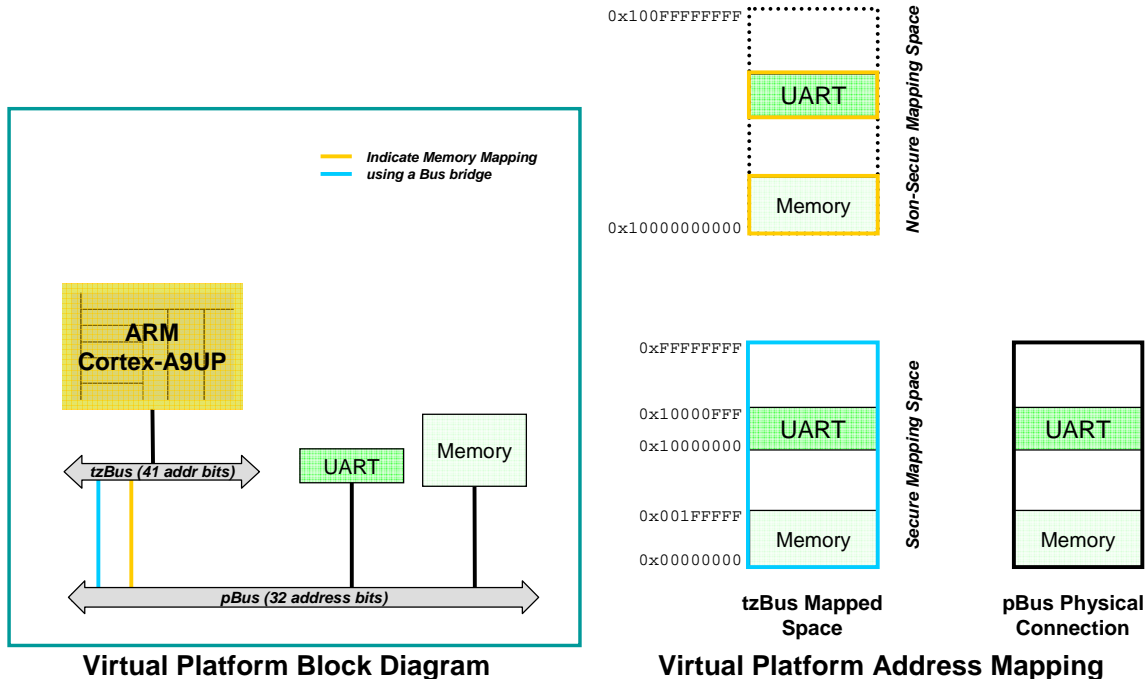 Indicate Memory Mapping
using a Bus bridge
ARM
Cortex-A9UP
tzBus (41 addr bits)
UART
Memory
pBus (32 address bits)
Virtual Platform Block Diagram
0x100FFFFFFFF
UART
Memory
0x10000000000
Non-Secure Mapping Space
0xFFFFFFFF
0x10000FFF
UART
0x10000000
0x001FFFFF
Memory
0x00000000
Secure Mapping Space
tzBus Mapped
Space
UART
Memory
pBus Physical
Connection
Virtual Platform Address Mapping